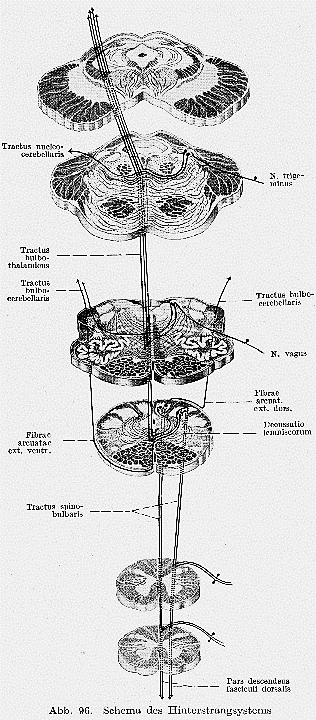 Tractus nucleo-
cerebellaris
N. trige-
minus
Tractus
bulbo-
thalamicus
Tractus
bulbo-
cerebellaris
Tractus bulbo-
cerebellaris
N. vagus
Fibrae
arcuat.
ext. dors.
Decussatio
lemniscorum
Fibrae
arcuatae
ext. ventr.
Tractus spino-
bulbaris
Pars descendens
fasciculi dorsalis
Abb. 96. Schema des Hinterstrangsystems